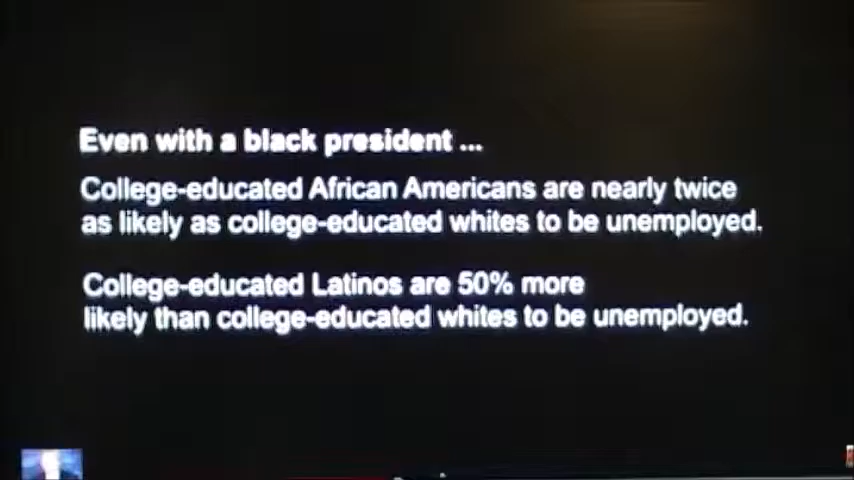 Even with a black president ...
College-educated African Americans are nearly twice
as likely as college-educated whites to be unemployed.
College-educated Latinos are 50% more
likely than college-educated whites to be unemployed.